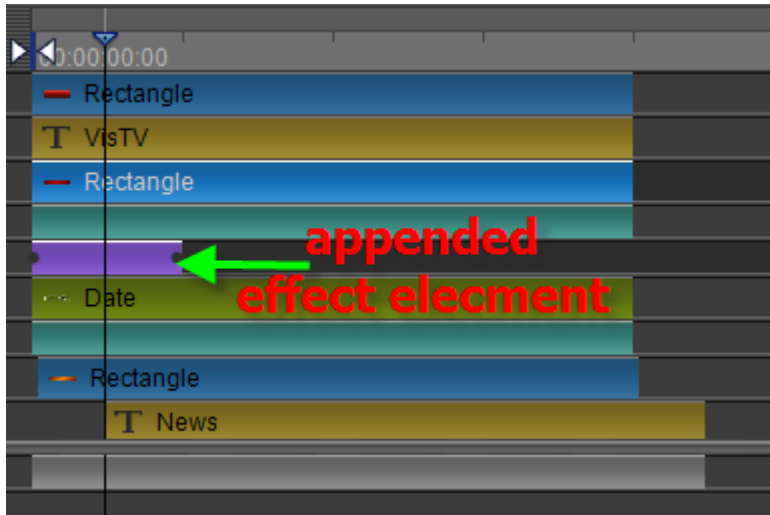 00:00:00:00
Rectangle
T VisTV
Rectangle
appended
effect elecment
Date
Rectangle
T News